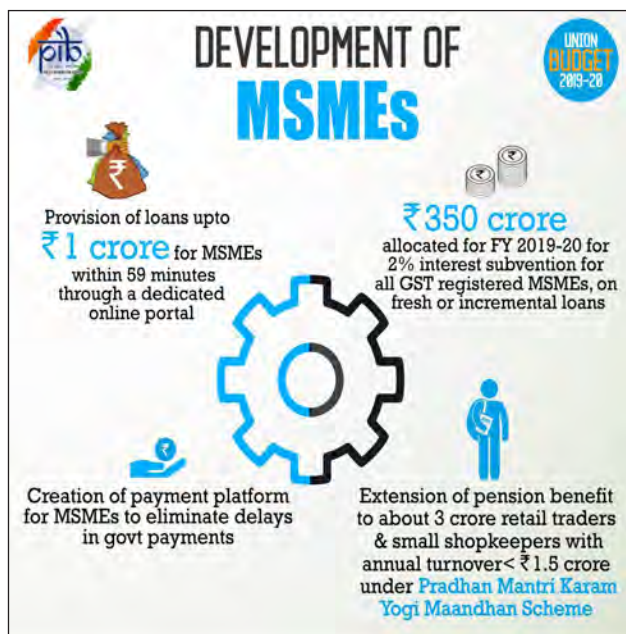 pib
DEVELOPMENT OF
MSMEs
UNION
BUDGET
2019-20
₹
Provision of loans upto
₹1 crore for MSMEs
within 59 minutes
through a dedicated
online portal
₹
₹
₹350 crore
allocated for FY 2019-20 for
2% interest subvention for
all GST registered MSMEs, on
fresh or incremental loans
₹
Creation of payment platform
for MSMEs to eliminate delays
in govt payments
Extension of pension benefit
to about 3 crore retail traders
& small shopkeepers with
annual turnover< ₹1.5 crore
under Pradhan Mantri Karam
Yogi Maandhan Scheme